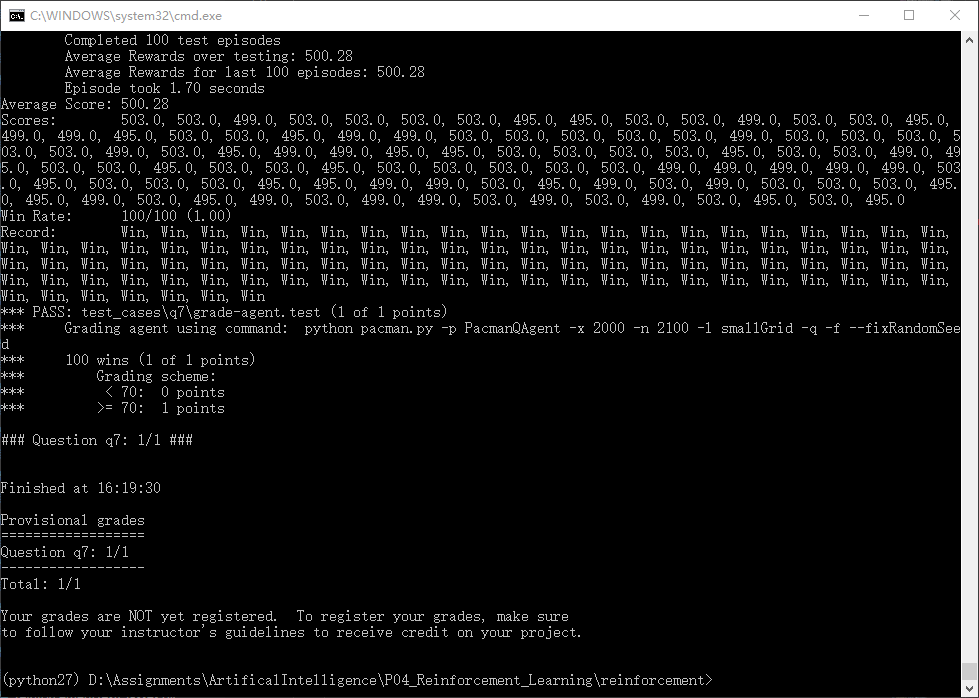 C:\WINDOWS\system32\cmd.exe
Completed 100 test episodes
Average Rewards over testing: 500.28
Average Rewards for last 100 episodes: 500.28
Episode took 1.70 seconds
Average Score: 500.28
Scores:        503.0, 503.0, 499.0, 503.0, 503.0, 503.0, 503.0, 495.0, 495.0, 503.0, 503.0, 499.0, 503.0, 503.0, 495.0,
499.0, 499.0, 495.0, 503.0, 503.0, 495.0, 499.0, 499.0, 503.0, 503.0, 503.0, 503.0, 499.0, 503.0, 503.0, 503.0, 5
03.0, 503.0, 499.0, 503.0, 495.0, 499.0, 503.0, 503.0, 499.0, 495.0, 495.0, 503.0, 503.0, 495.0, 503.0, 499.0, 49
5.0, 503.0, 503.0, 495.0, 503.0, 503.0, 503.0, 503.0, 503.0, 503.0, 503.0, 499.0, 499.0, 503.0, 499.0, 499.0, 503
.0, 495.0, 503.0, 503.0, 503.0, 495.0, 495.0, 499.0, 503.0, 495.0, 499.0, 503.0, 499.0, 503.0, 503.0, 503.0, 495.
0, 495.0, 499.0, 503.0, 495.0, 499.0, 503.0, 499.0, 503.0, 499.0, 503.0, 499.0, 503.0, 495.0, 503.0, 495.0
Win Rate:      100/100 (1.00)
Record:        Win, Win, Win, Win, Win, Win, Win, Win, Win, Win, Win, Win, Win, Win, Win, Win, Win, Win, Win, Win, Win,
Win, Win, Win, Win, Win, Win, Win, Win, Win, Win, Win, Win, Win, Win, Win, Win, Win, Win, Win, Win, Win, Win, Win, Win,
Win, Win, Win, Win, Win, Win, Win, Win, Win, Win, Win, Win, Win, Win, Win, Win, Win, Win, Win, Win, Win, Win, Win, Win,
Win, Win, Win, Win, Win, Win, Win, Win, Win, Win, Win, Win, Win, Win, Win, Win, Win, Win, Win, Win, Win, Win, Win, Win,
Win, Win, Win, Win, Win, Win, Win
*** PASS: test_cases\q7\grade-agent.test (1 of 1 points)
***     Grading agent using command:  python pacman.py -p PacmanQAgent -x 2000 -n 2100 -l smallGrid -q -f --fixRandomSee
d
***     100 wins (1 of 1 points)
***         Grading scheme:
***          < 70:  0 points
***         >= 70:  1 points
### Question q7: 1/1 ###
Finished at 16:19:30
Provisional grades
==================
Question q7: 1/1
------------------
Total: 1/1
Your grades are NOT yet registered.  To register your grades, make sure
to follow your instructor's guidelines to receive credit on your project.
(python27) D:\Assignments\ArtificalIntelligence\P04_Reinforcement_Learning\reinforcement>